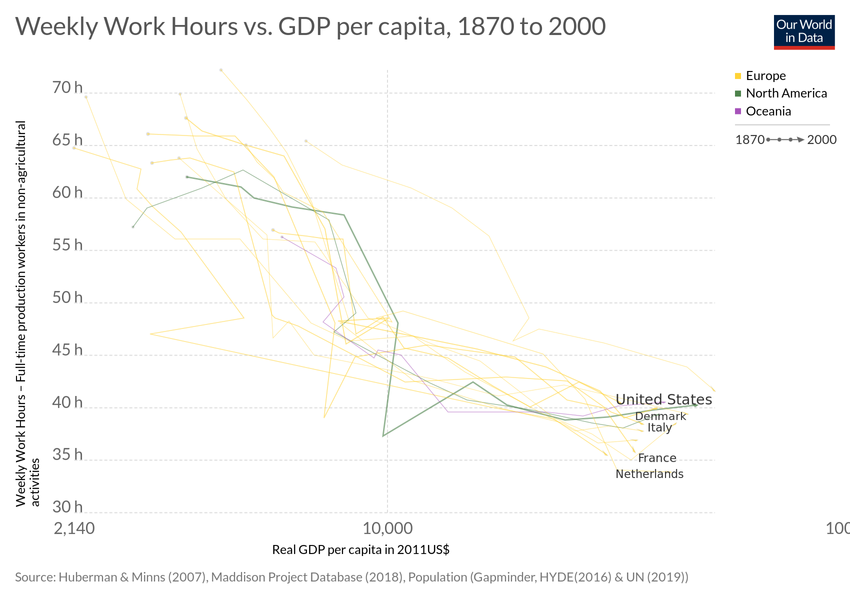 Weekly Work Hours vs. GDP per capita, 1870 to 2000
Our World
in Data
Europe
North America
Oceania
1870 2000
70 h
65 h
60 h
55 h
50 h
45 h
40 h
35 h
30 h
Weekly Work Hours – Full-time production workers in non-agricultural
activities
United States
Denmark
Italy
France
Netherlands
2,140
10,000
100
Real GDP per capita in 2011US$
Source: Huberman & Minns (2007), Maddison Project Database (2018), Population (Gapminder, HYDE(2016) & UN (2019))